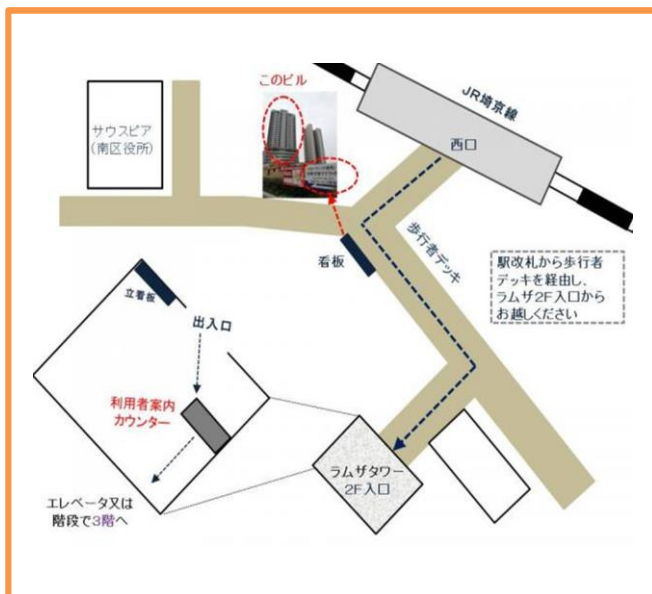 このビル
JR埼京線
サウスピア
(南区役所)
西口
歩行者デッキ
看板
駅改札から歩行者
デッキを経由し、
ラムザ2F入口から
お越しください
立看板
出入口
利用者案内
カウンター
ラムザタワー
2F入口
エレベータ又は
階段で3階へ